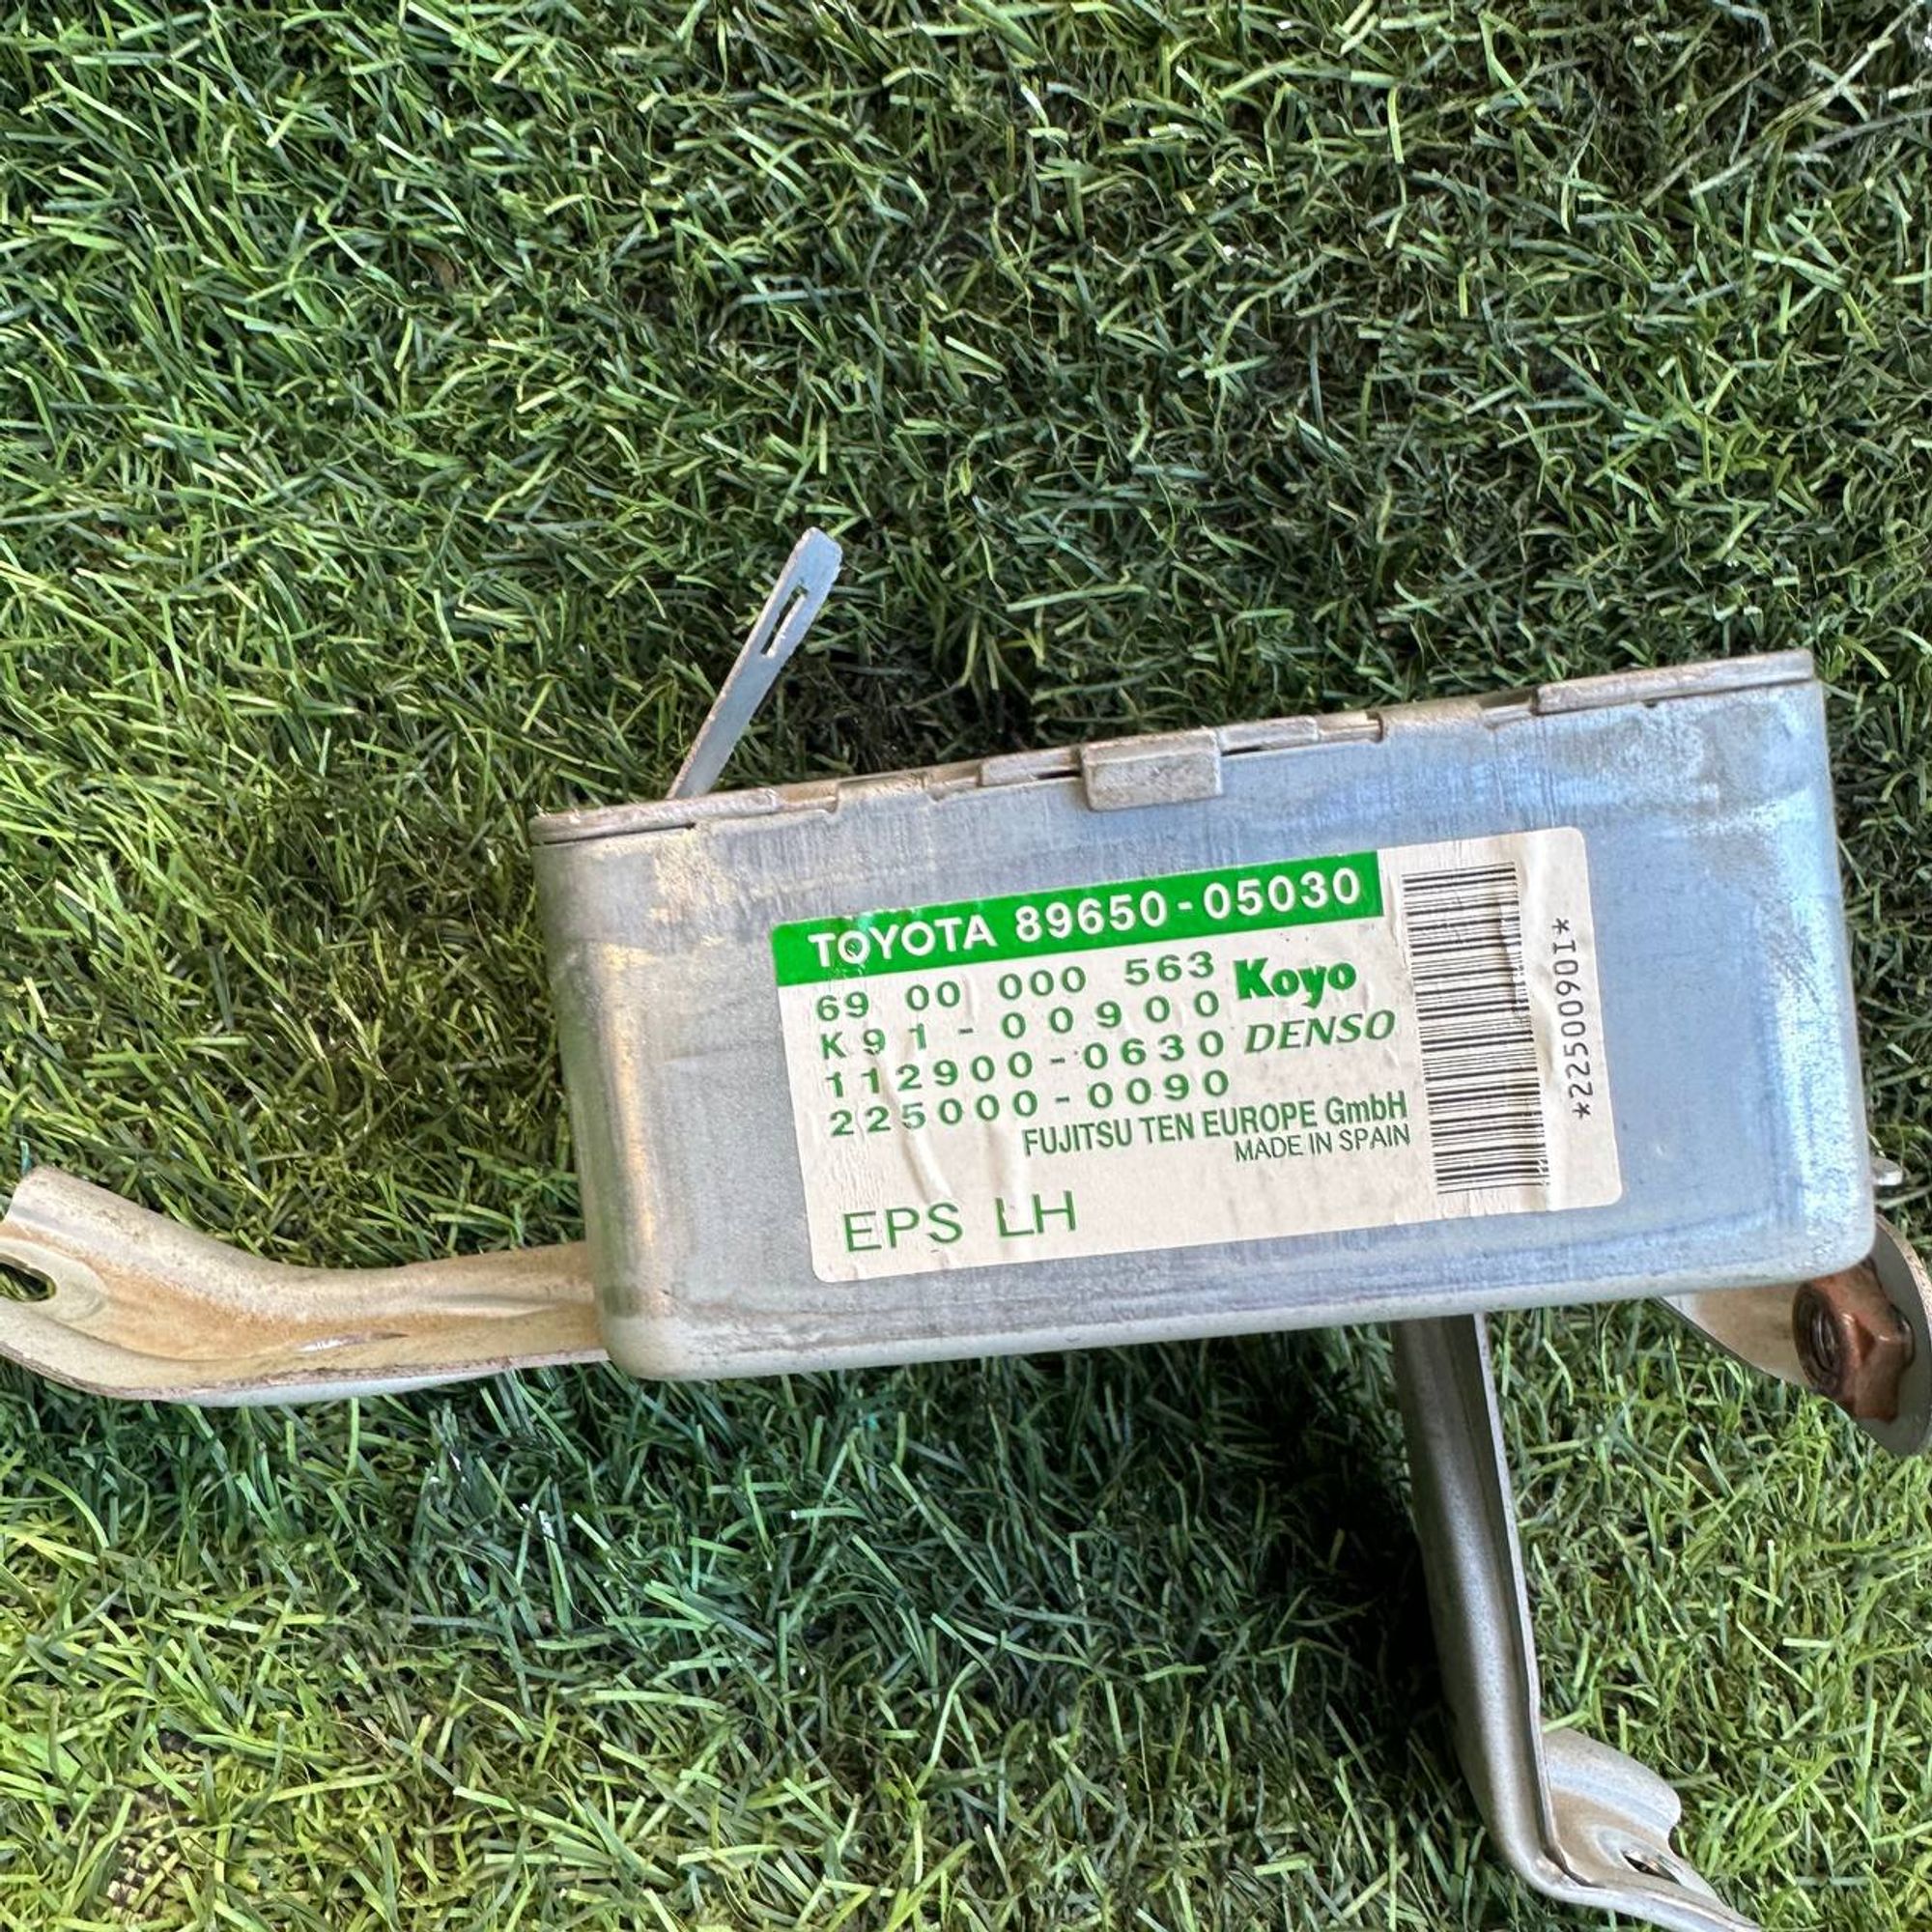 TOYOTA 89650-05030
69 00 000 563 Koyo
K91-00900
112900-0630 DENSO
225000-0090
FUJITSU TEN EUROPE GmbH
MADE IN SPAIN
EPS LH
*2250090I*